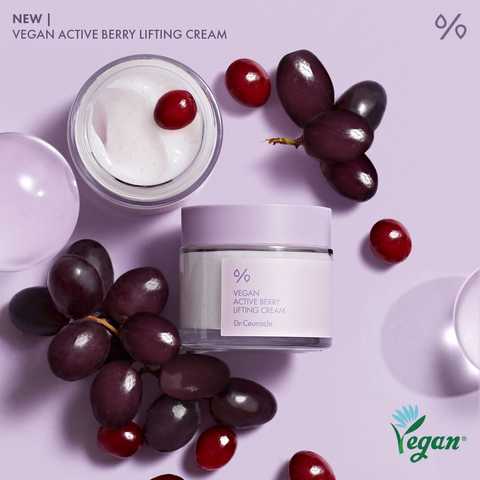 NEW |
VEGAN ACTIVE BERRY LIFTING CREAM
%
%
VEGAN
ACTIVE BERRY
LIFTING CREAM
Dr.Ceuracle
Vegan®